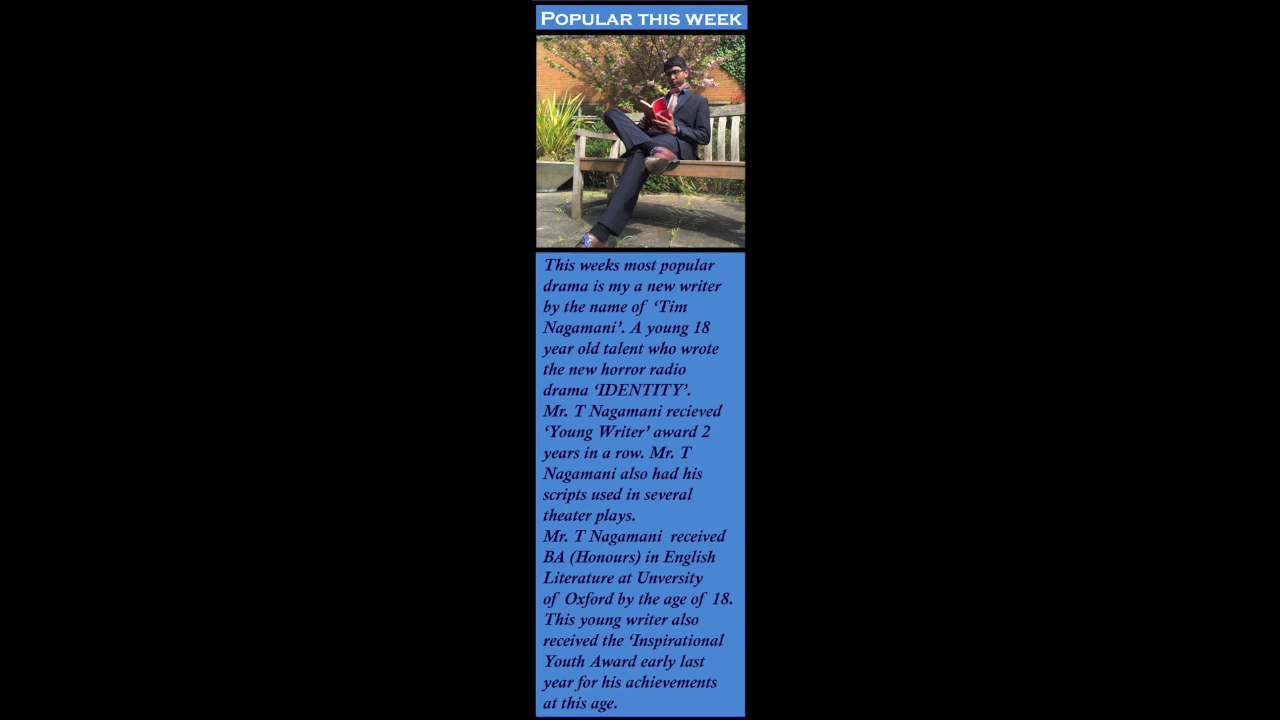 Popular this week
This weeks most popular
drama is my a new writer
by the name of ‘Tim
Nagamani’. A young 18
year old talent who wrote
the new horror radio
drama ‘IDENTITY’.
Mr. T Nagamani recieved
‘Young Writer’ award 2
years in a row. Mr. T
Nagamani also had his
scripts used in several
theater plays.
Mr. T Nagamani received
BA (Honours) in English
Literature at Unversity
of Oxford by the age of 18.
This young writer also
received the ‘Inspirational
Youth Award early last
year for his achievements
at this age.